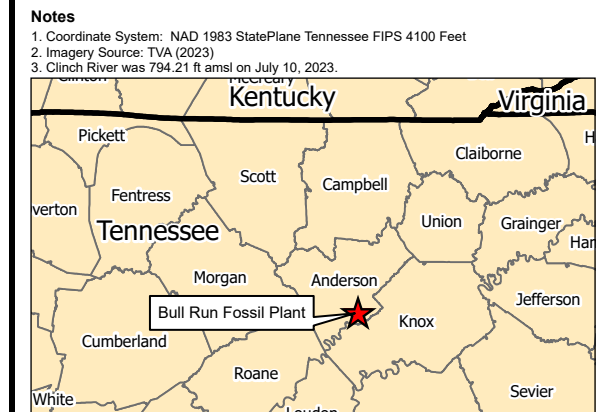 Notes
1. Coordinate System: NAD 1983 StatePlane Tennessee FIPS 4100 Feet
2. Imagery Source: TVA (2023)
3. Clinch River was 794.21 ft amsl on July 10, 2023.
Kentucky
Virginia
Pickett
Claiborne
Scott
Campbell
Fentress
verton
Union
Grainger
Tennessee
Har
Morgan
Anderson
Jefferson
Bull Run Fossil Plant
Knox
Cumberland
Roane
Sevier
White